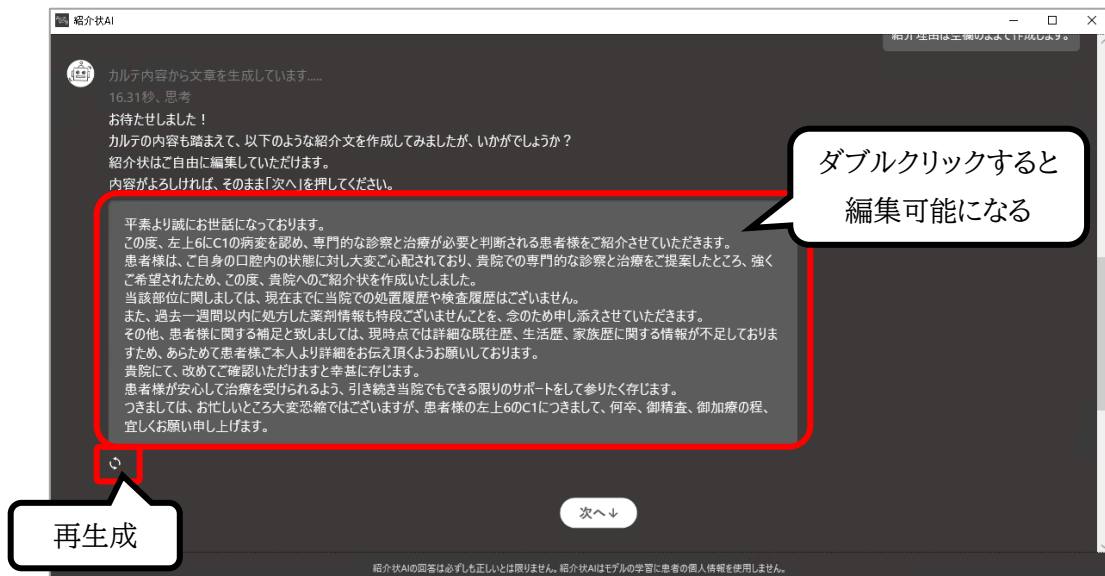 紹介状AI
紹介理由は空欄のままで作成します。
カルテ内容から文章を生成しています.....
16.31秒、思考
お待たせしました！
カルテの内容も踏まえて、以下のような紹介文を作成してみましたが、いかがでしょうか？
紹介状はご自由に編集していただけます。
内容がよろしければ、そのまま「次へ」を押してください。
ダブルクリックすると
編集可能になる
平素より誠にお世話になっております。
この度、左上6にC1の病変を認め、専門的な診察と治療が必要と判断される患者様をご紹介させていただきます。
患者様は、ご自身の口腔内の状態に対し大変ご心配されており、貴院での専門的な診察と治療をご提案したところ、強く
ご希望されたため、この度、貴院へのご紹介状を作成いたしました。
当該部位に関しましては、現在までに当院での処置履歴や検査履歴はございません。
また、過去一週間以内に処方した薬剤情報も特段ございませんことを、念のため申し添えさせていただきます。
その他、患者様に関する補足と致しましては、現時点では詳細な既往歴、生活歴、家族歴に関する情報が不足しておりま
すため、あらためて患者様ご本人より詳細をお伝え頂くようお願いしております。
貴院にて、改めてご確認いただけますと幸甚に存じます。
患者様が安心して治療を受けられるよう、引き続き当院でもできる限りのサポートをして参りたく存じます。
つきましては、お忙しいところ大変恐縮ではございますが、患者様の左上6のC1につきまして、何卒、御精査、御加療の程、
宜しくお願い申し上げます。
再生成
次へ↓
紹介状AIの回答は必ずしも正しいとは限りません。紹介状AIはモデルの学習に患者の個人情報を使用しません。